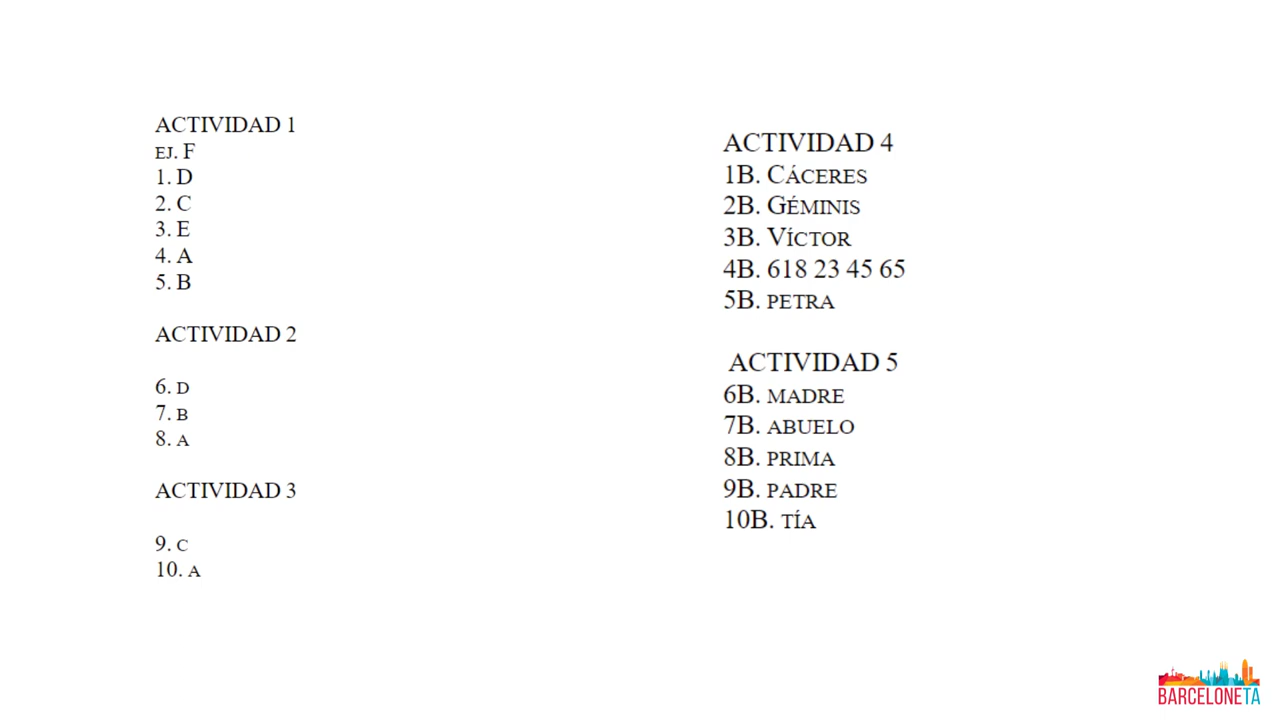 ACTIVIDAD 1
EJ. F
1. D
2. C
3. E
4. A
5. B
ACTIVIDAD 2
6. D
7. B
8. A
ACTIVIDAD 3
9. C
10. A
ACTIVIDAD 4
1B. CÁCERES
2B. GÉMINIS
3B. VÍCTOR
4B. 618 23 45 65
5B. PETRA
ACTIVIDAD 5
6B. MADRE
7B. ABUELO
8B. PRIMA
9B. PADRE
10B. TÍA
BARCELONETA